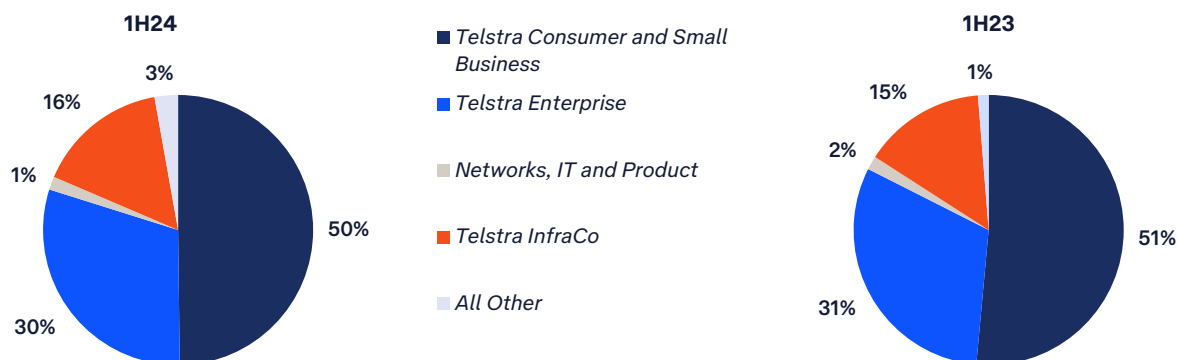 1H24
3%
16%
1%
50%
30%
Telstra Consumer and Small
Business
Telstra Enterprise
Networks, IT and Product
Telstra InfraCo
All Other
1H23
1%
15%
2%
51%
31%